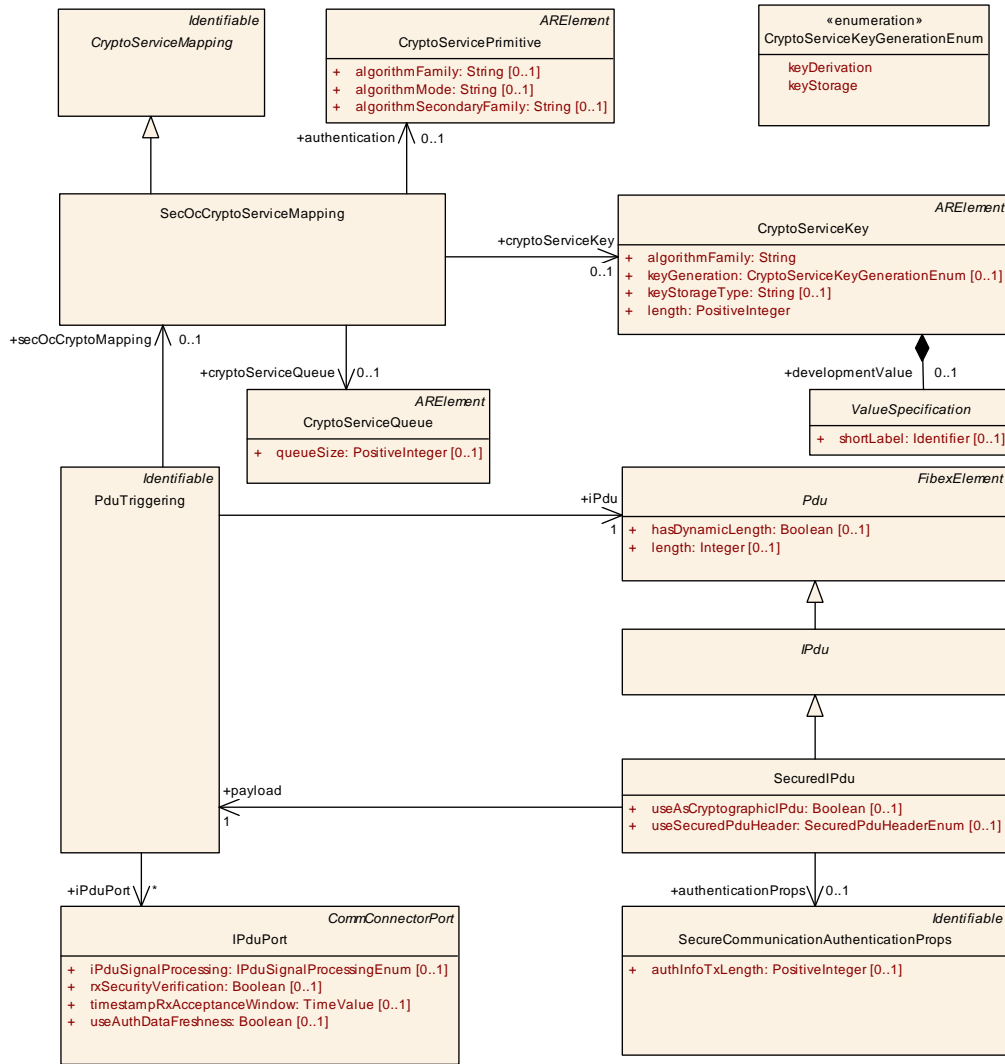 Identifiable
CryptoServiceMapping
ARElement
CryptoServicePrimitive
+ algorithmFamily: String [0..1]
+ algorithmMode: String [0..1]
+ algorithmSecondaryFamily: String [0..1]
«enumeration»
CryptoServiceKeyGenerationEnum
keyDerivation
keyStorage
+authentication 0..1
SecOcCryptoServiceMapping
+cryptoServiceKey
0..1
ARElement
CryptoServiceKey
+ algorithmFamily: String
+ keyGeneration: CryptoServiceKeyGenerationEnum [0..1]
+ keyStorageType: String [0..1]
+ length: PositiveInteger
+secOcCryptoMapping 0..1
+cryptoServiceQueue 0..1
+developmentValue 0..1
ARElement
CryptoServiceQueue
+ queueSize: PositiveInteger [0..1]
ValueSpecification
+ shortLabel: Identifier [0..1]
Identifiable
PduTriggering
+iPdu
1
FibexElement
Pdu
+ hasDynamicLength: Boolean [0..1]
+ length: Integer [0..1]
IPdu
SecuredIPdu
+ useAsCryptographicIPdu: Boolean [0..1]
+ useSecuredPduHeader: SecuredPduHeaderEnum [0..1]
+payload
1
+iPduPort *
+authenticationProps 0..1
CommConnectorPort
IPduPort
+ iPduSignalProcessing: IPduSignalProcessingEnum [0..1]
+ rxSecurityVerification: Boolean [0..1]
+ timestampRxAcceptanceWindow: TimeValue [0..1]
+ useAuthDataFreshness: Boolean [0..1]
Identifiable
SecureCommunicationAuthenticationProps
+ authInfoTxLength: PositiveInteger [0..1]